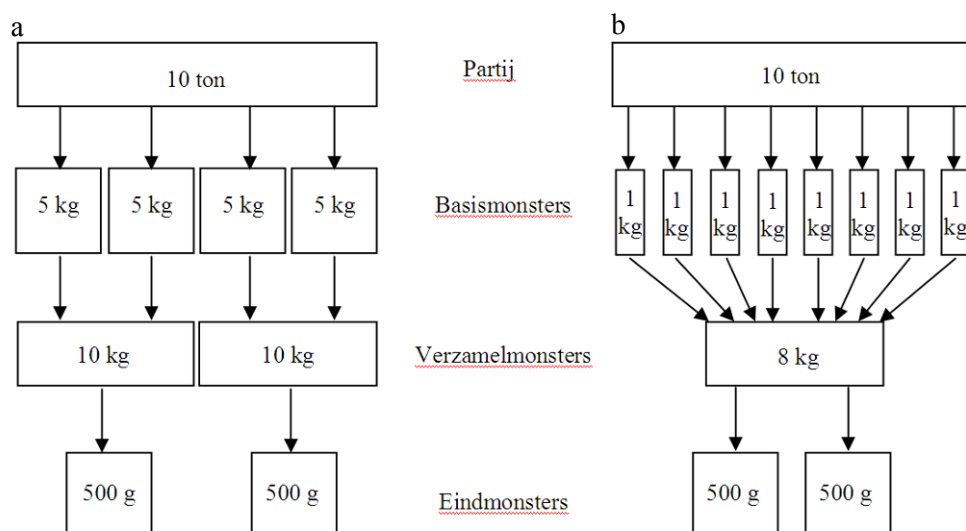 a
b
10 ton
Partij
10 ton
5 kg
5 kg
5 kg
5 kg
Basismonsters
1
kg
1
kg
1
kg
1
kg
1
kg
1
kg
1
kg
1
kg
10 kg
10 kg
Verzamelmonsters
8 kg
500 g
500 g
Eindmonsters
500 g
500 g